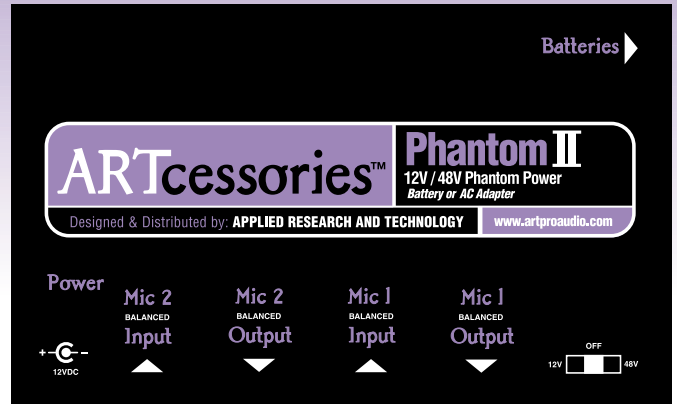 Batteries
ARTcessories™
Phantom II
12V / 48V Phantom Power
Battery or AC Adapter
Designed & Distributed by: APPLIED RESEARCH AND TECHNOLOGY
www.artproaudio.com
Power
Mic 2 Mic 2 Mic 1 Mic 1
BALANCED BALANCED BALANCED BALANCED
Input Output Input Output
+ -
12VDC
OFF
12V 48V